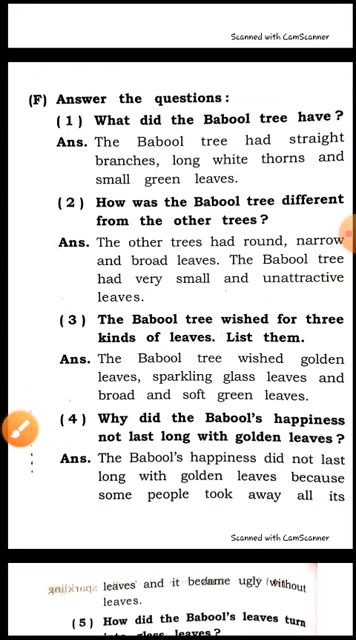 Scanned with CamScanner
(F) Answer the questions:
(1) What did the Babool tree have?
Ans. The Babool tree had straight
branches, long white thorns and
small green leaves.
(2) How was the Babool tree different
from the other trees?
Ans. The other trees had round, narrow
and broad leaves. The Babool tree
had very small and unattractive
leaves.
(3) The Babool tree wished for three
kinds of leaves. List them.
Ans. The Babool tree wished golden
leaves, sparkling glass leaves and
broad and soft green leaves.
(4) Why did the Babool's happiness
not last long with golden leaves?
Ans. The Babool's happiness did not last
long with golden leaves because
some people took away all its
Scanned with CamScanner
leaves and it became ugly without
leaves.
(5) How did the Babool's leaves turn
into glass leaves?